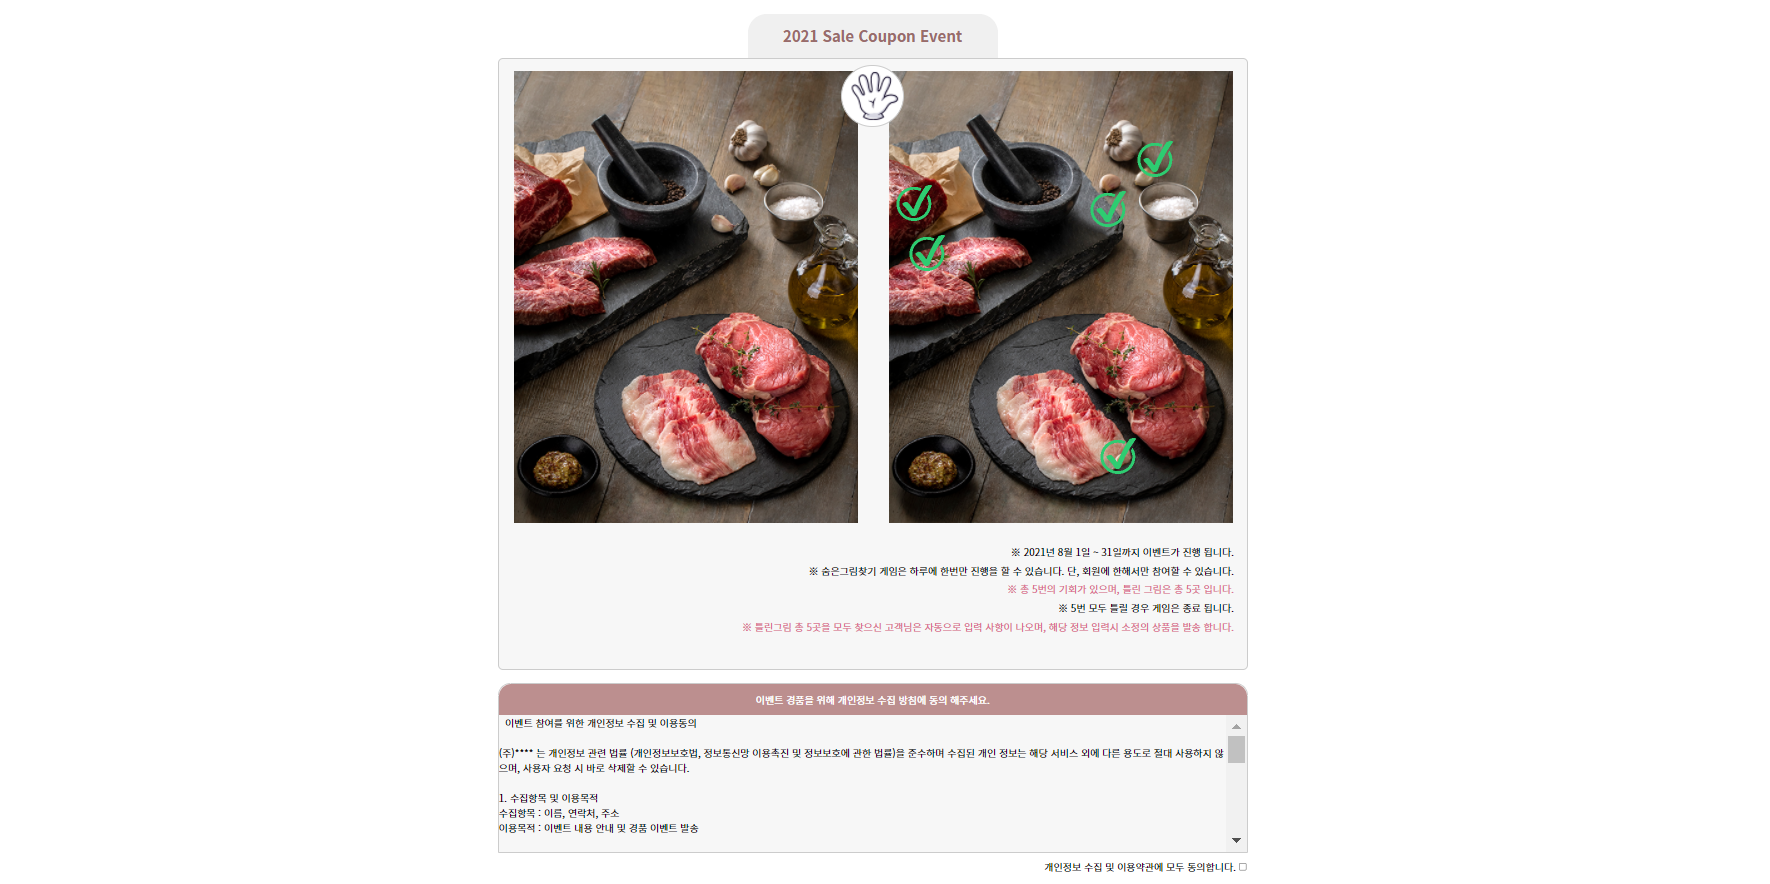 2021 Sale Coupon Event
※ 2021년 8월 1일 ~ 31일까지 이벤트가 진행 됩니다.
※ 숨은그림찾기 게임은 하루에 한번만 진행을 할 수 있습니다. 단, 회원에 한해서만 참여할 수 있습니다.
※ 총 5번의 기회가 있으며, 틀린 그림은 총 5곳 입니다.
※ 5번 모두 틀릴 경우 게임은 종료 됩니다.
※ 틀린그림 총 5곳을 모두 찾으신 고객님은 자동으로 입력 사항이 나오며, 해당 정보 입력시 소정의 상품을 발송 합니다.
이벤트 경품을 위해 개인정보 수집 방침에 동의 해주세요.
이벤트 참여를 위한 개인정보 수집 및 이용동의
(주)**** 는 개인정보 관련 법률 (개인정보보호법, 정보통신망 이용촉진 및 정보보호에 관한 법률)을 준수하며 수집된 개인 정보는 해당 서비스 외에 다른 용도로 절대 사용하지 않
으며, 사용자 요청 시 바로 삭제할 수 있습니다.
1. 수집항목 및 이용목적
수집항목 : 이름, 연락처, 주소
이용목적 : 이벤트 내용 안내 및 경품 이벤트 발송
개인정보 수집 및 이용약관에 모두 동의합니다.